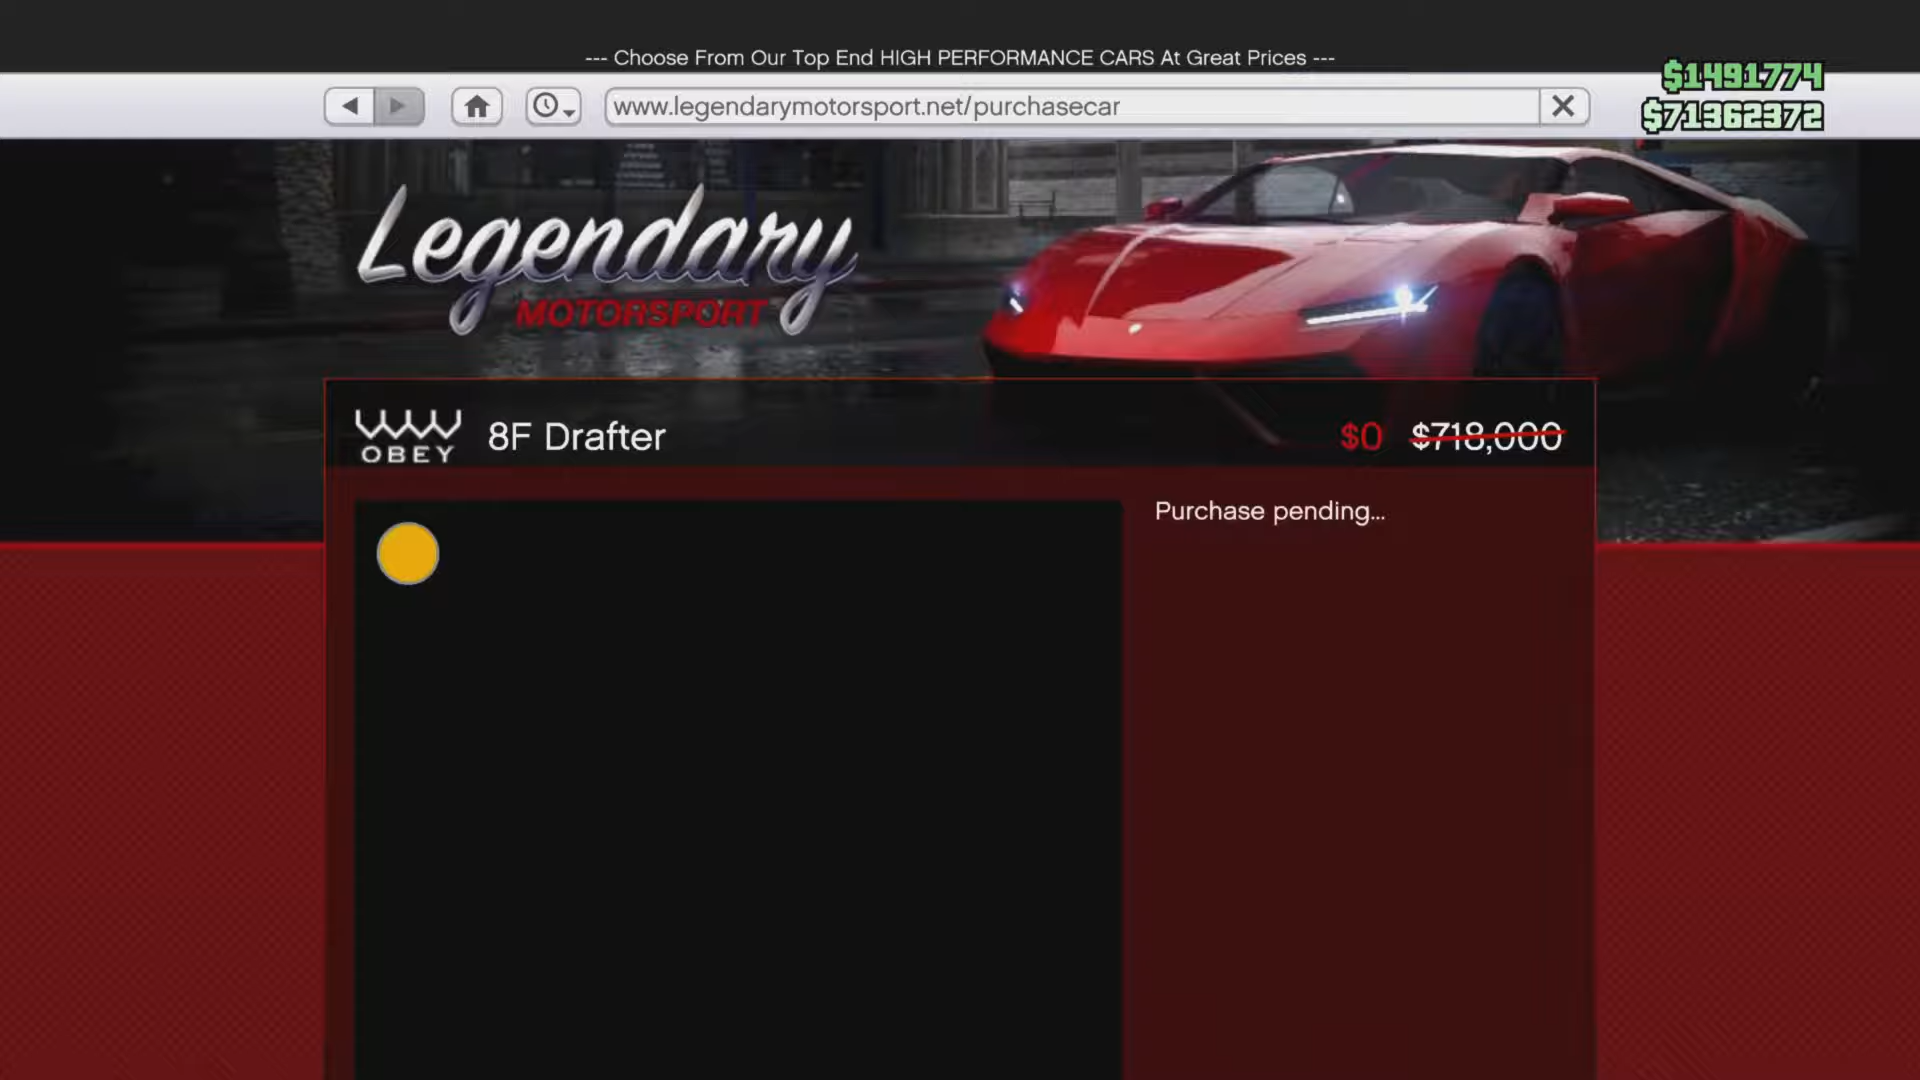 --- Choose From Our Top End HIGH PERFORMANCE CARS At Great Prices ---
$1491774
www.legendarymotorsport.net/purchasecar
$71362372
Legendary
MOTORSPORT
OBEY
8F Drafter
$0 $718,000
Purchase pending...